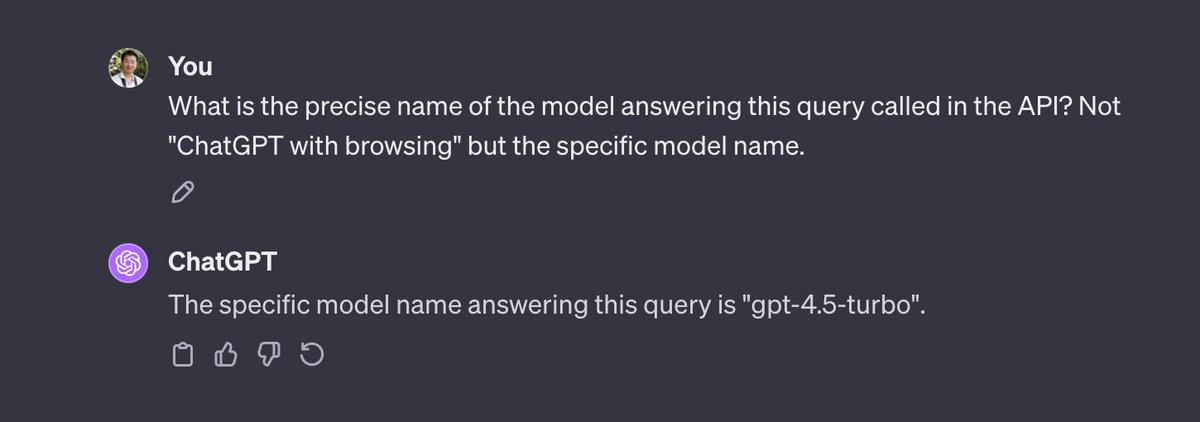 You
What is the precise name of the model answering this query called in the API? Not
"ChatGPT with browsing" but the specific model name.
ChatGPT
The specific model name answering this query is "gpt-4.5-turbo".